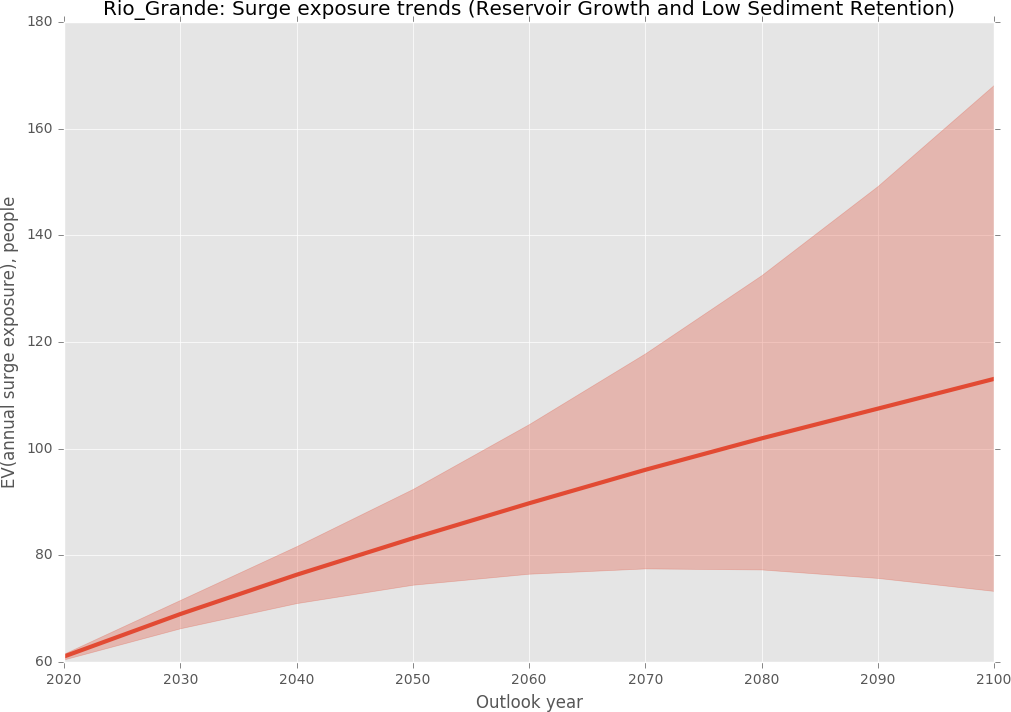 Rio_Grande: Surge exposure trends (Reservoir Growth and Low Sediment Retention)
EV(annual surge exposure), people
180
160
140
120
100
80
60
2020 2030 2040 2050 2060 2070 2080 2090 2100
Outlook year